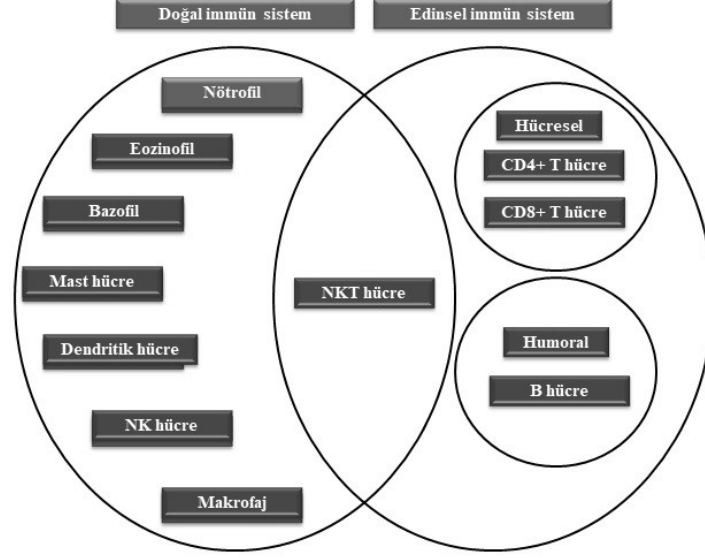 Doğal immün sistem
Edinsel immün sistem
Nötrofil
Eozinofil
Bazofil
Mast hücre
Dendritik hücre
NK hücre
Makrofaj
NKT hücre
Hücresel
CD4+ T hücre
CD8+ T hücre
Humoral
B hücre